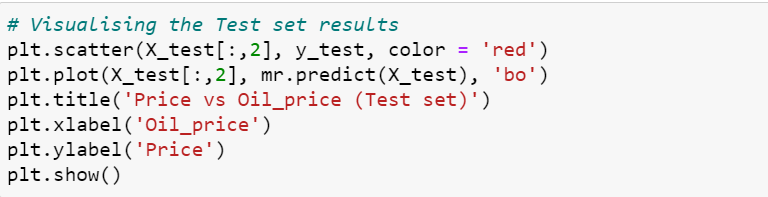 # Visualising the Test set results
plt.scatter(X_test[:,2], y_test, color = 'red')
plt.plot(X_test[:,2], mr.predict(X_test), 'bo')
plt.title('Price vs Oil_price (Test set)')
plt.xlabel('Oil_price')
plt.ylabel('Price')
plt.show()